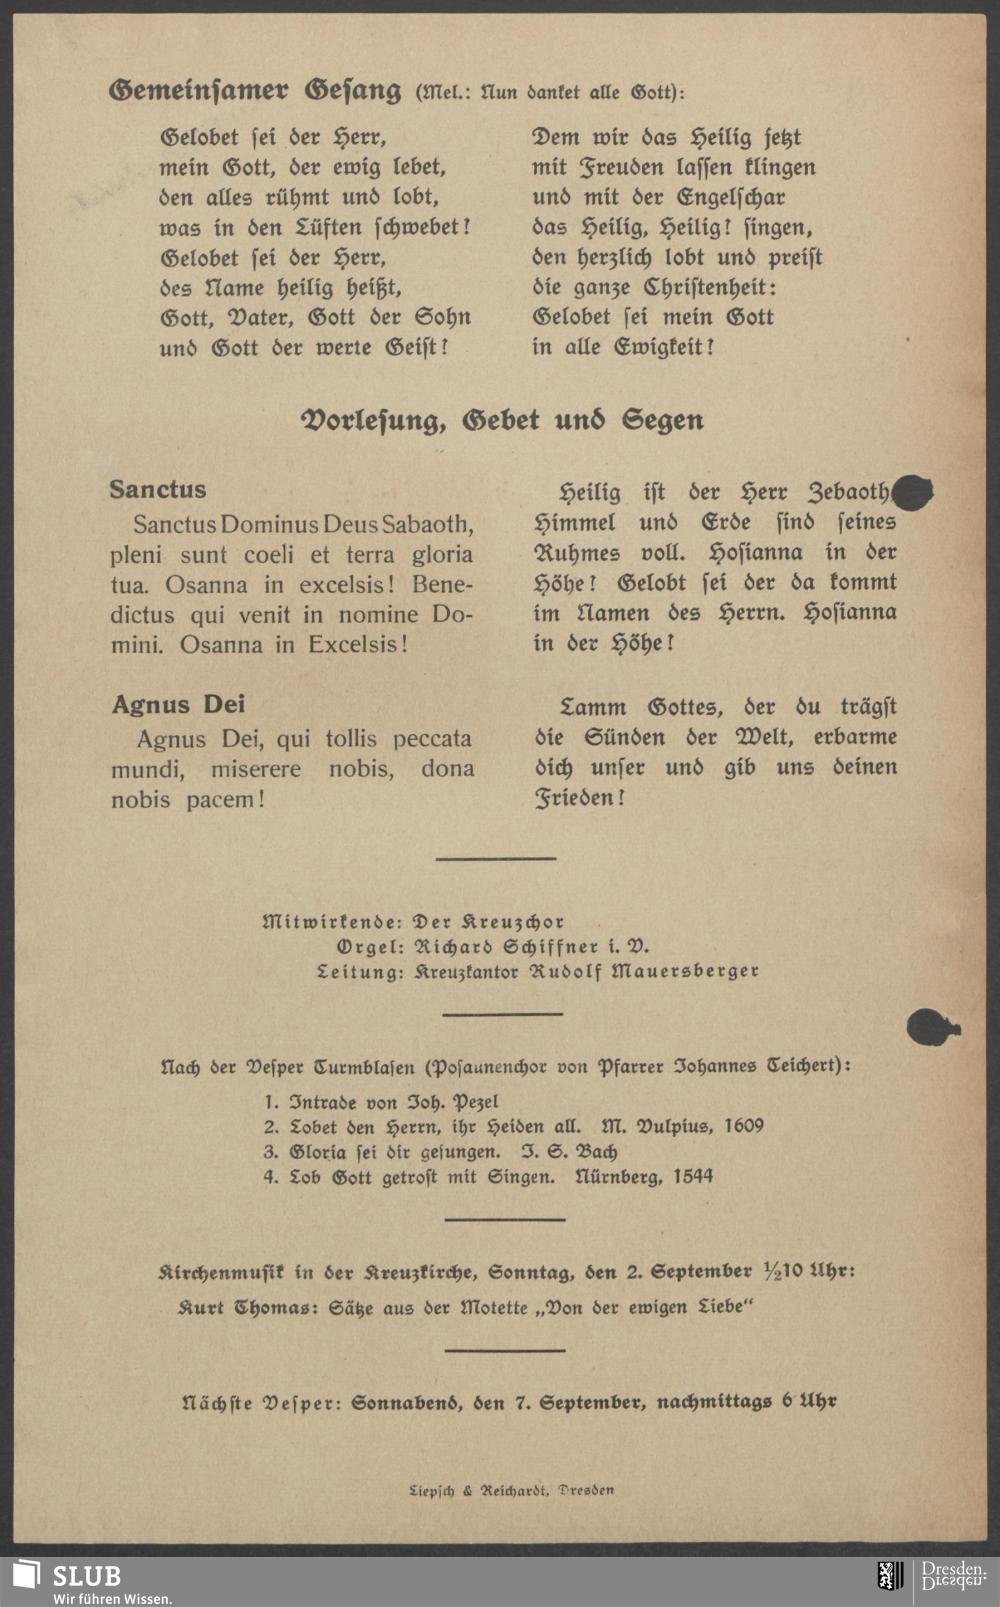 Gemeinsamer Gesang (Mel.: Nun danket alle Gott):
Gelobet sei der Herr,
mein Gott, der ewig lebet,
den alles rühmt und lobt,
was in den Lüften schwebet!
Gelobet sei der Herr,
des Name heilig heißt,
Gott, Vater, Gott der Sohn
und Gott der werte Geist!
Dem wir das Heilig jetzt
mit Freuden lassen klingen
und mit der Engelschar
das Heilig, Heilig! singen,
den herzlich lobt und preist
die ganze Christenheit:
Gelobet sei mein Gott
in alle Ewigkeit!
Vorlesung, Gebet und Segen
Sanctus
Sanctus Dominus Deus Sabaoth,
pleni sunt coeli et terra gloria
tua. Osanna in excelsis! Bene-
dictus qui venit in nomine Do-
mini. Osanna in Excelsis!
Heilig ist der Herr Zebaoth
Himmel und Erde sind seines
Ruhmes voll. Hosianna in der
Höhe! Gelobt sei der da kommt
im Namen des Herrn. Hosianna
in der Höhe!
Agnus Dei
Agnus Dei, qui tollis peccata
mundi, miserere nobis, dona
nobis pacem!
Lamm Gottes, der du trägst
die Sünden der Welt, erbarme
dich unser und gib uns deinen
Frieden!
Mitwirkende: Der Kreuzchor
Orgel: Richard Schiffner i. V.
Leitung: Kreuzkantor Rudolf Mauersberger
Nach der Vesper Turmblasen (Posaunenchor von Pfarrer Johannes Teichert):
1. Intrade von Joh. Pezel
2. Lobet den Herrn, ihr Heiden all. M. Vulpius, 1609
3. Gloria sei dir gesungen. J. S. Bach
4. Lob Gott getrost mit Singen. Nürnberg, 1544
Kirchenmusik in der Kreuzkirche, Sonntag, den 2. September ½10 Uhr:
Kurt Thomas: Sätze aus der Motette „Von der ewigen Liebe“
Nächste Vesper: Sonnabend, den 7. September, nachmittags 6 Uhr
Liepsch & Reichardt, Dresden
SLUB
Wir führen Wissen.
Dresden.
Dresden.